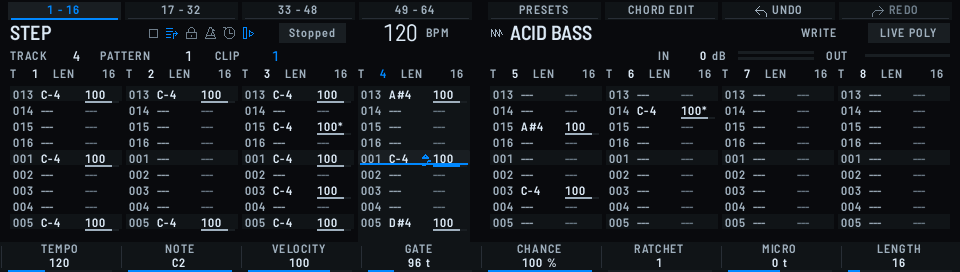 1 - 16 17 - 32 33 - 48 49 - 64 PRESETS CHORD EDIT UNDO REDO
STEP Stopped 120 BPM ACID BASS WRITE LIVE POLY
TRACK 4 PATTERN 1 CLIP 1 IN 0 dB OUT
T 1 LEN 16 T 2 LEN 16 T 3 LEN 16 T 4 LEN 16 T 5 LEN 16 T 6 LEN 16 T 7 LEN 16 T 8 LEN 16
013 C-4 100 013 C-4 100 013 C-4 100 013 A#4 100 013 --- --- 013 --- --- 013 --- --- 013 --- ---
014 --- --- 014 --- --- 014 --- --- 014 --- --- 014 --- --- 014 C-4 100* 014 --- --- 014 --- ---
015 --- --- 015 --- --- 015 C-4 100* 015 --- --- 015 A#4 100 015 --- --- 015 --- --- 015 --- ---
016 --- --- 016 --- --- 016 --- --- 016 --- --- 016 --- --- 016 --- --- 016 --- --- 016 --- ---
001 C-4 100 001 --- --- 001 C-4 100 001 C-4 100 001 --- --- 001 --- --- 001 --- --- 001 --- ---
002 --- --- 002 --- --- 002 --- --- 002 --- --- 002 --- --- 002 --- --- 002 --- --- 002 --- ---
003 --- --- 003 --- --- 003 C-4 100 003 --- --- 003 C-4 100 003 --- --- 003 --- --- 003 --- ---
004 --- --- 004 --- --- 004 --- --- 004 --- --- 004 --- --- 004 --- --- 004 --- --- 004 --- ---
005 C-4 100 005 C-4 100 005 C-4 100 005 D#4 100 005 --- --- 005 --- --- 005 --- --- 005 --- ---
TEMPO NOTE VELOCITY GATE CHANCE RATCHET MICRO LENGTH
120 C2 100 96 t 100 % 1 0 t 16